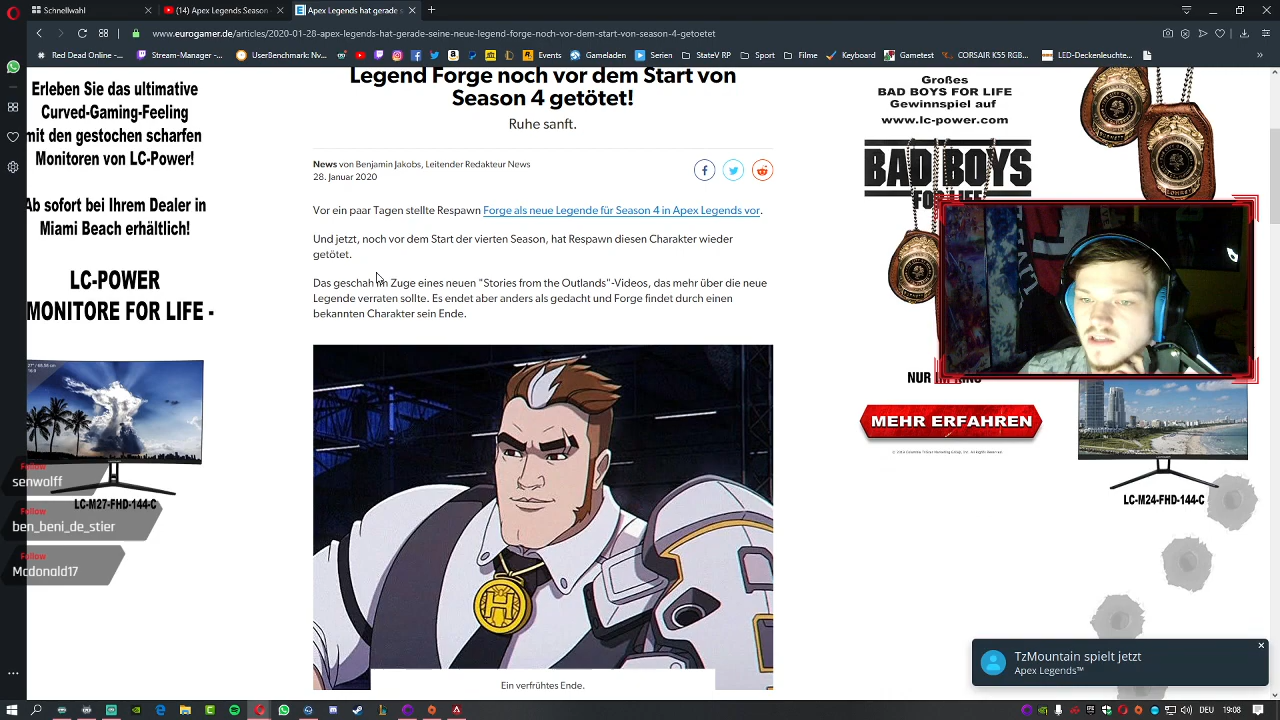 Schnellwahl
(14) Apex Legends Season
Apex Legends hat gerade s
www.eurogamer.de/articles/2020-01-28-apex-legends-hat-gerade-seine-neue-legend-forge-noch-vor-dem-start-von-season-4-getoetet
Red Dead Online -...
Stream-Manager -...
UserbenNchmark:...
Events
Gameladen
Serien
StateV RP
Sport
Filme
Keyboard
Gametest
CORSAIR K55 RGB...
LED-Deckenleuchte...
Erleben Sie das ultimative
Curved-Gaming-Feeling
mit den gestochen scharfen
Monitoren von LC-Power!
Ab sofort bei Ihrem Dealer in
Miami Beach erhältlich!
LC-POWER
MONITORE FOR LIFE -
LC-M27-FHD-144-C
Follow
senwolff
Follow
ben_beni_de_stier
Follow
Mcdonald17
Legend Forge noch vor dem Start von
Season 4 getötet!
Ruhe sanft.
News von Benjamin Jakobs, Leitender Redakteur News
28. Januar 2020
Vor ein paar Tagen stellte Respawn Forge als neue Legende für Season 4 in Apex Legends vor.
Und jetzt, noch vor dem Start der vierten Season, hat Respawn diesen Charakter wieder
getötet.
Das geschah im Zuge eines neuen "Stories from the Outlands"-Videos, das mehr über die neue
Legende verraten sollte. Es endet aber anders als gedacht und Forge findet durch einen
bekannten Charakter sein Ende.
Ein verfrühtes Ende.
Großes
BAD BOYS FOR LIFE
Gewinnspiel auf
www.lc-power.com
BAD BOYS
FOR LIFE
MEHR ERFAHREN
LC-M24-FHD-144-C
TzMountain spielt jetzt
Apex Legends™
DEU
19:08